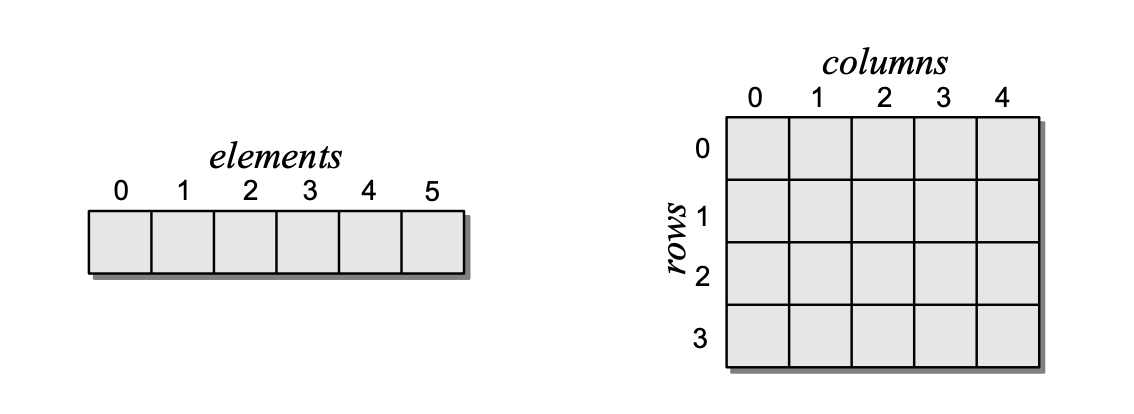 elements
0 1 2 3 4 5
columns
0 1 2 3 4
rows
0
1
2
3